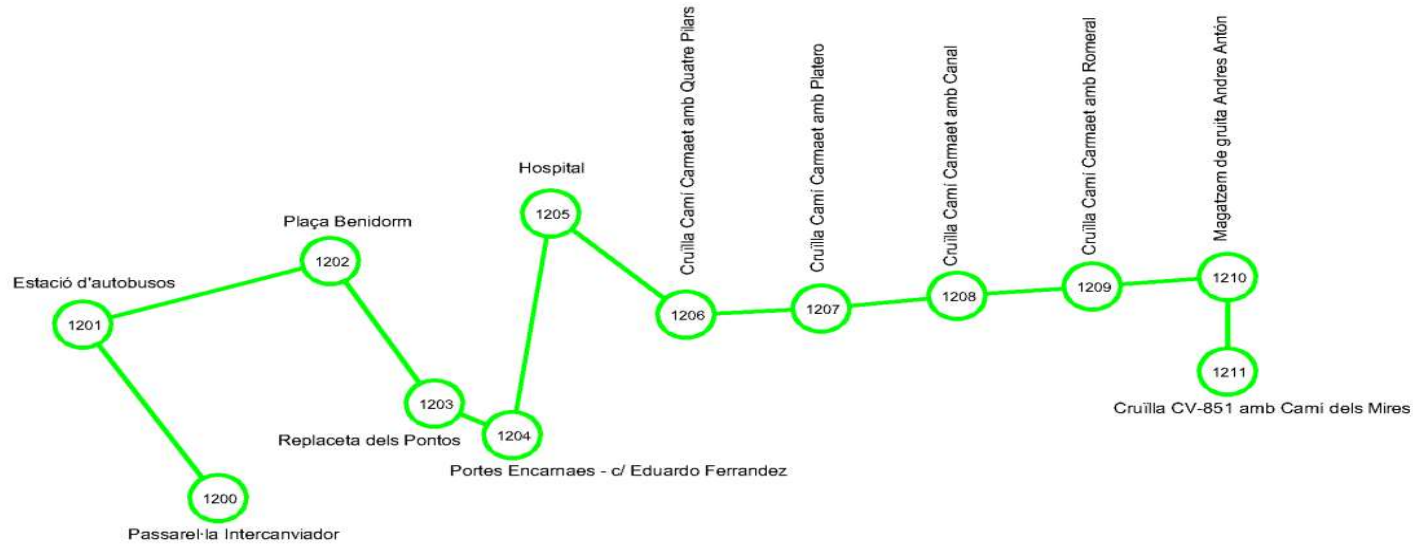 Cruïlla Camí Carmaet amb Quatre Pilars
Cruïlla Camí Carmaet amb Platero
Cruïlla Camí Carmaet amb Canal
Cruïlla Camí Carmaet amb Romeral
Magatzem de gruita Andres Antón
Hospital
1205
Plaça Benidorm
1202
Estació d'autobusos
1201
1206
1207
1208
1209
1210
1211
Cruïlla CV-851 amb Camí dels Mires
1203
Replaceta dels Pontos
1204
Portes Encarnaes - c/ Eduardo Ferrandez
1200
Passarel·la Intercanviador